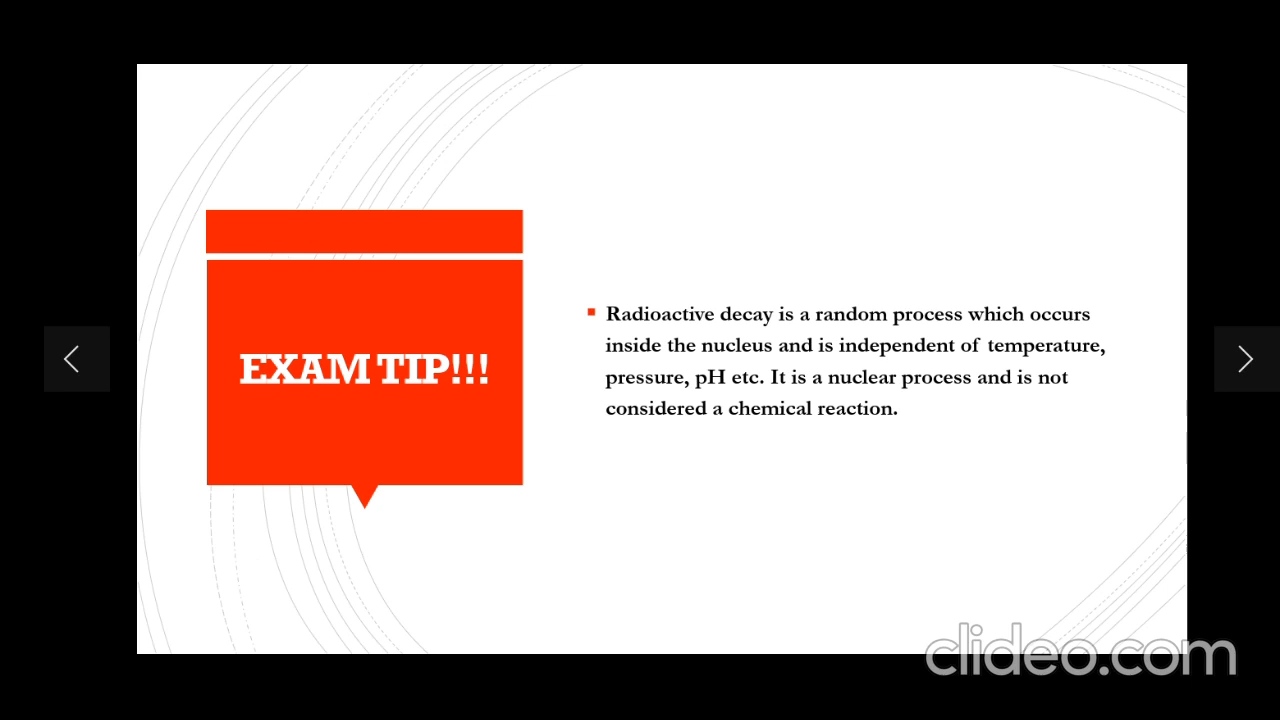 EXAM TIP!!!
Radioactive decay is a random process which occurs
inside the nucleus and is independent of temperature,
pressure, pH etc. It is a nuclear process and is not
considered a chemical reaction.
clideo.com